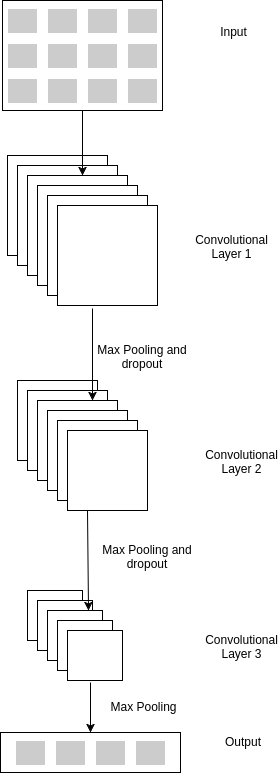 Input
Convolutional
Layer 1
Max Pooling and
dropout
Convolutional
Layer 2
Max Pooling and
dropout
Convolutional
Layer 3
Max Pooling
Output